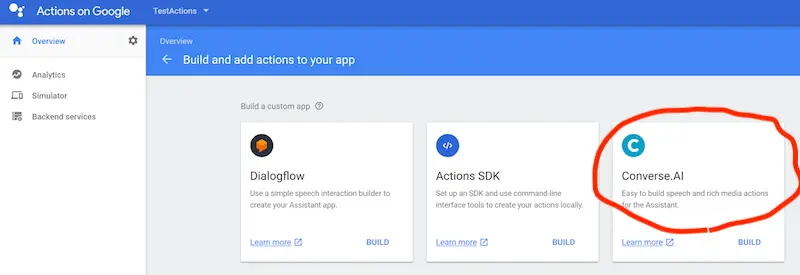 Actions on Google
TestActions
Overview
Analytics
Simulator
Backend services
Overview
Build and add actions to your app
Build a custom app
Dialogflow
Use a simple speech interaction builder to
create your Assistant app.
Learn more
BUILD
Actions SDK
Set up an SDK and use command-line
interface tools to create your actions locally.
Learn more
BUILD
C
Converse.AI
Easy to build speech and rich media actions
for the Assistant.
Learn more
BUILD